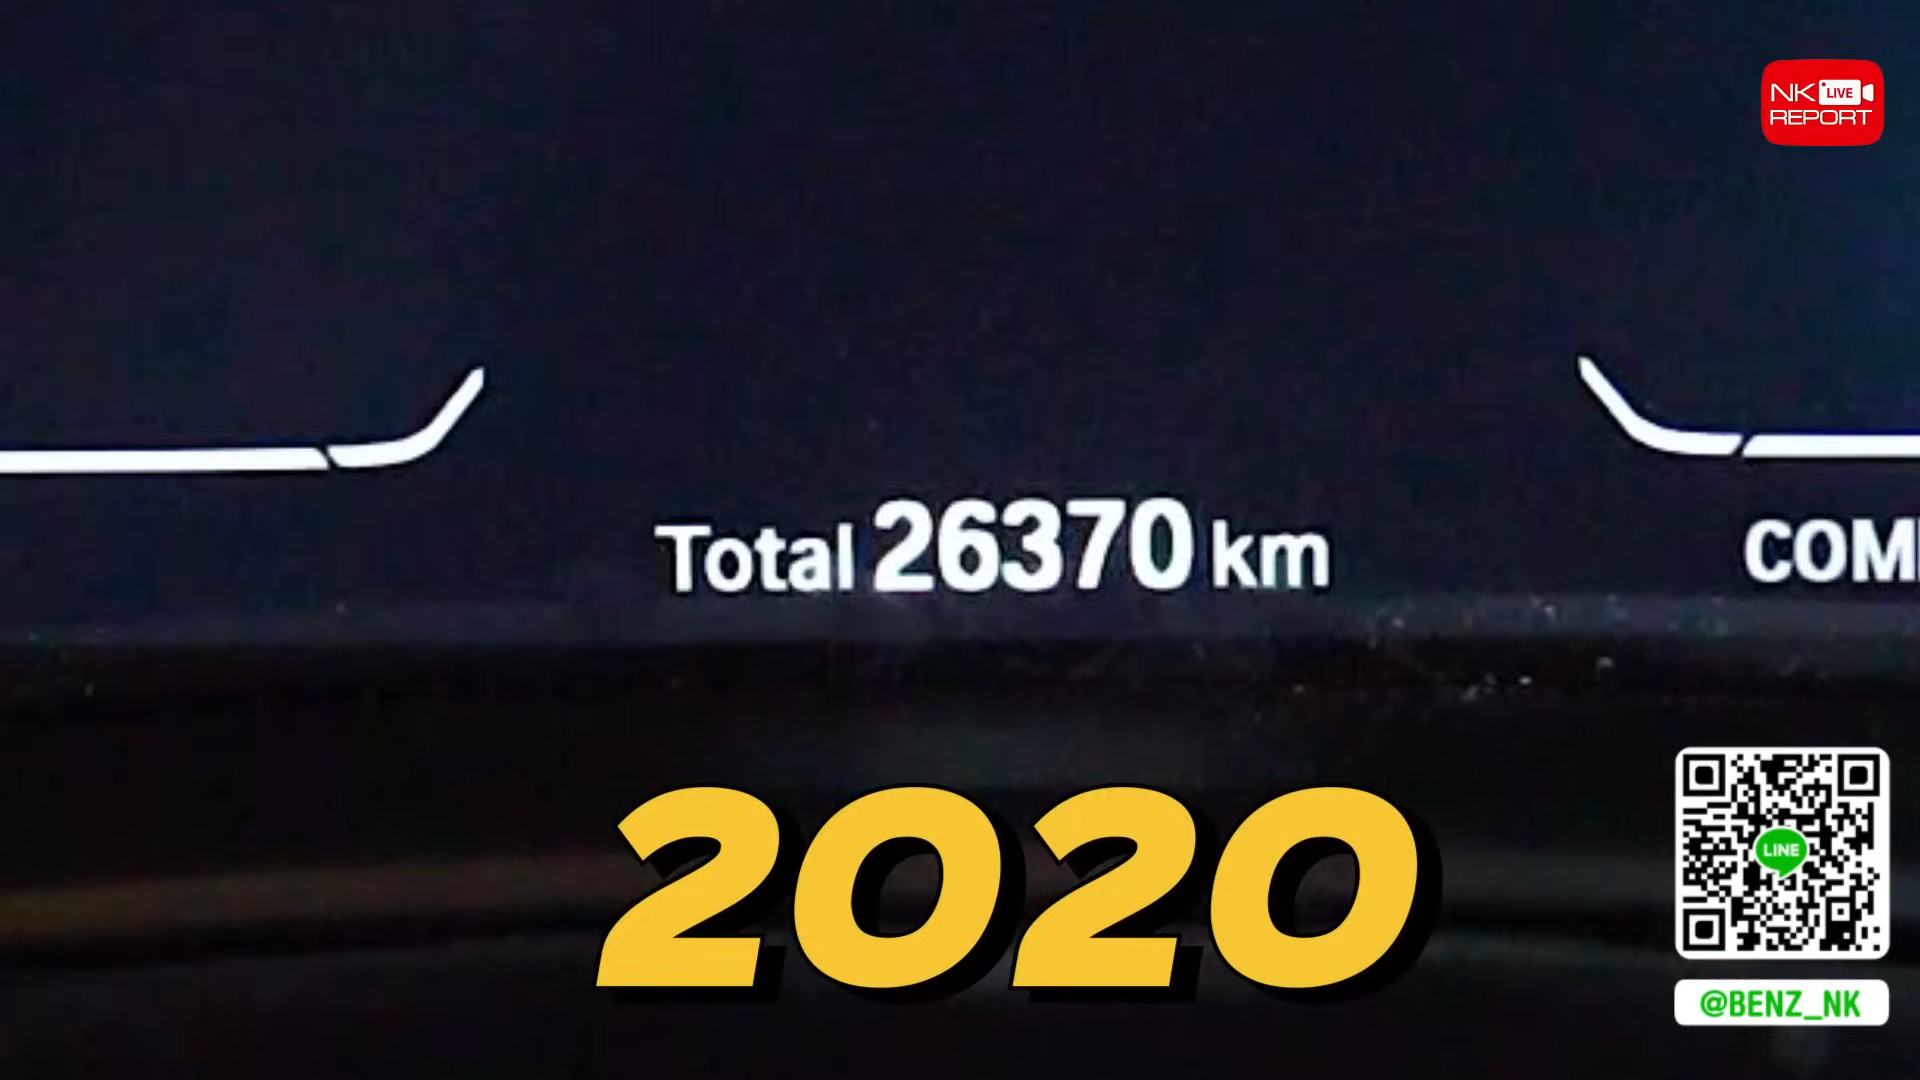 NK LIVE
REPORT
Total 26370 km
COM
2020
LINE
@BENZ_NK